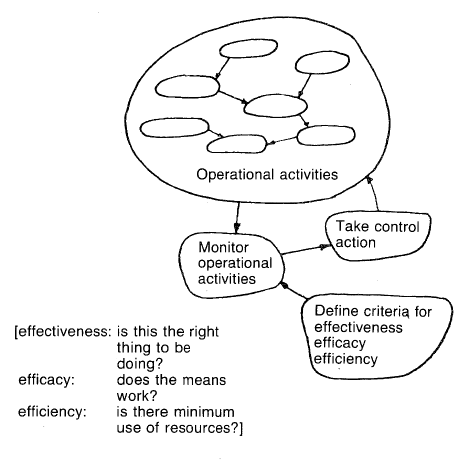 Operational activities
Take control
action
Monitor
operational
activities
Define criteria for
effectiveness
efficacy
efficiency
[effectiveness: is this the right
thing to be
doing?
efficacy: does the means
work?
efficiency: is there minimum
use of resources?]